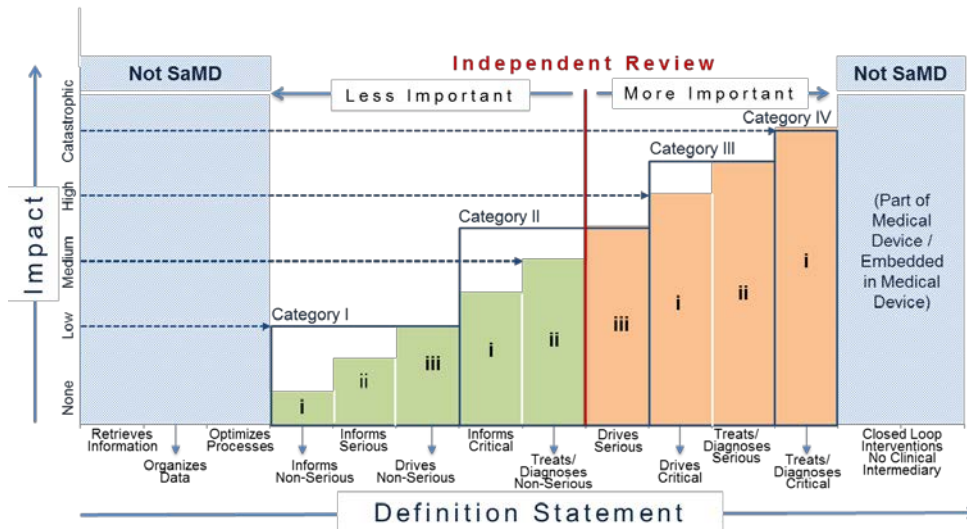 Independent Review
Not SaMD
Not SaMD
Less Important
More Important
Category IV
Category III
Category II
Category I
Impact
Catastrophic
High
Medium
Low
None
i
ii
iii
i
ii
iii
i
ii
i
(Part of
Medical
Device /
Embedded
in Medical
Device)
Retrieves
Information
Organizes
Data
Optimizes
Processes
Informs
Non-Serious
Informs
Serious
Drives
Non-Serious
Informs
Critical
Treats/
Diagnoses
Non-Serious
Drives
Serious
Drives
Critical
Treats/
Diagnoses
Serious
Treats/
Diagnoses
Critical
Closed Loop
Interventions
No Clinical
Intermediary
Definition Statement